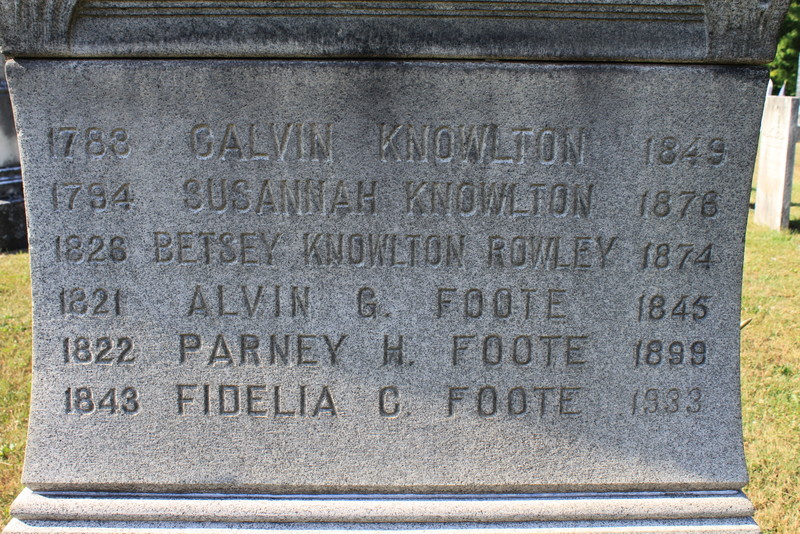 1783 CALVIN KNOWLTON 1849
1794 SUSANNAH KNOWLTON 1876
1826 BETSEY KNOWLTON ROWLEY 1874
1821 ALVIN G. FOOTE 1845
1822 PARNEY H. FOOTE 1899
1843 FIDELIA C. FOOTE 1933